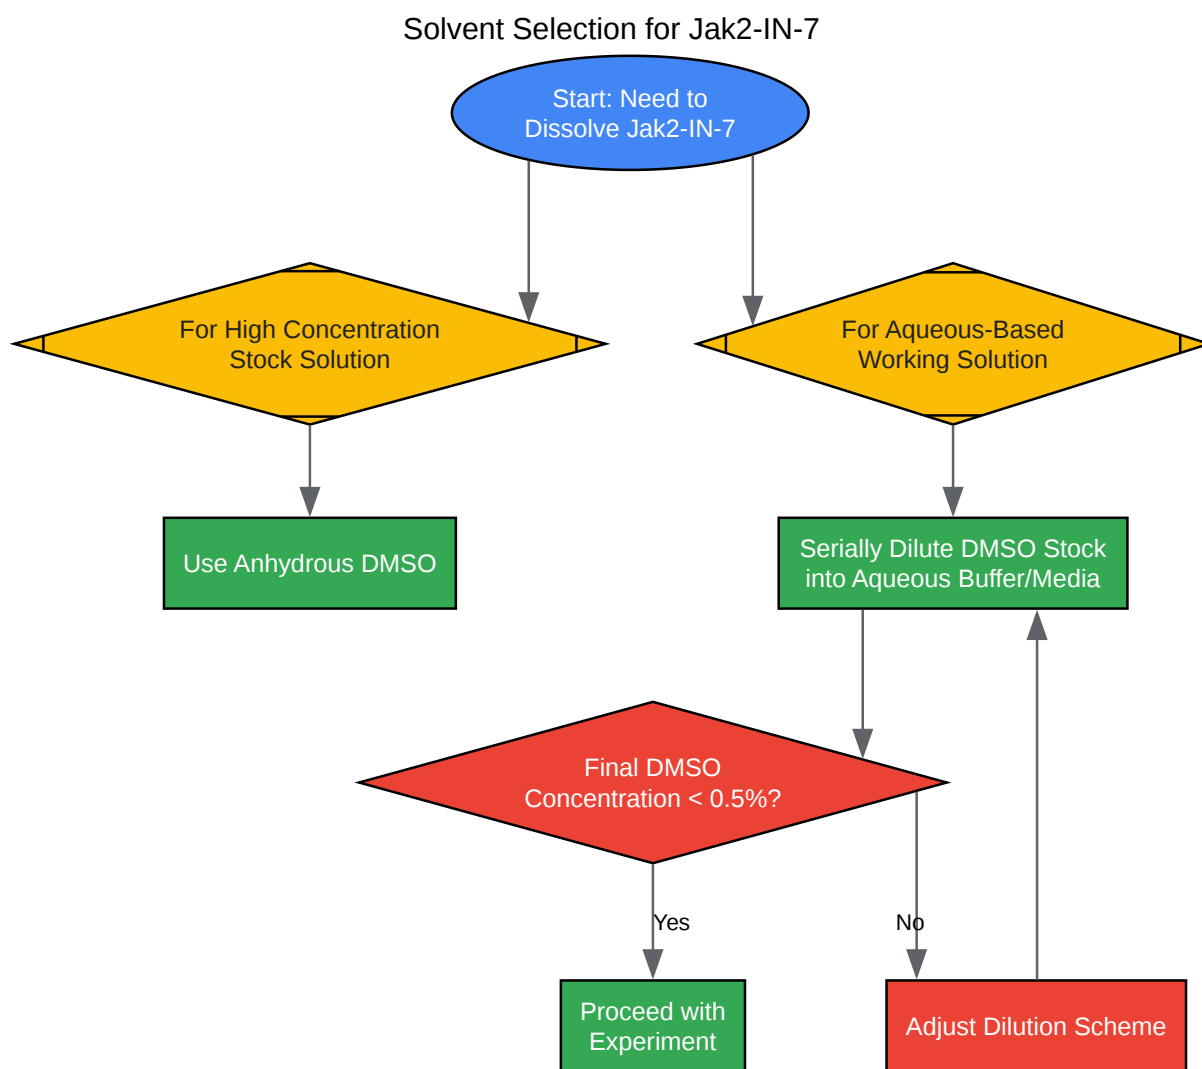 Solvent Selection for Jak2-IN-7
Start: Need to
Dissolve Jak2-IN-7
For High Concentration
Stock Solution
For Aqueous-Based
Working Solution
Use Anhydrous DMSO
Serially Dilute DMSO Stock
into Aqueous Buffer/Media
Final DMSO
Concentration < 0.5%?
Yes
No
Proceed with
Experiment
Adjust Dilution Scheme